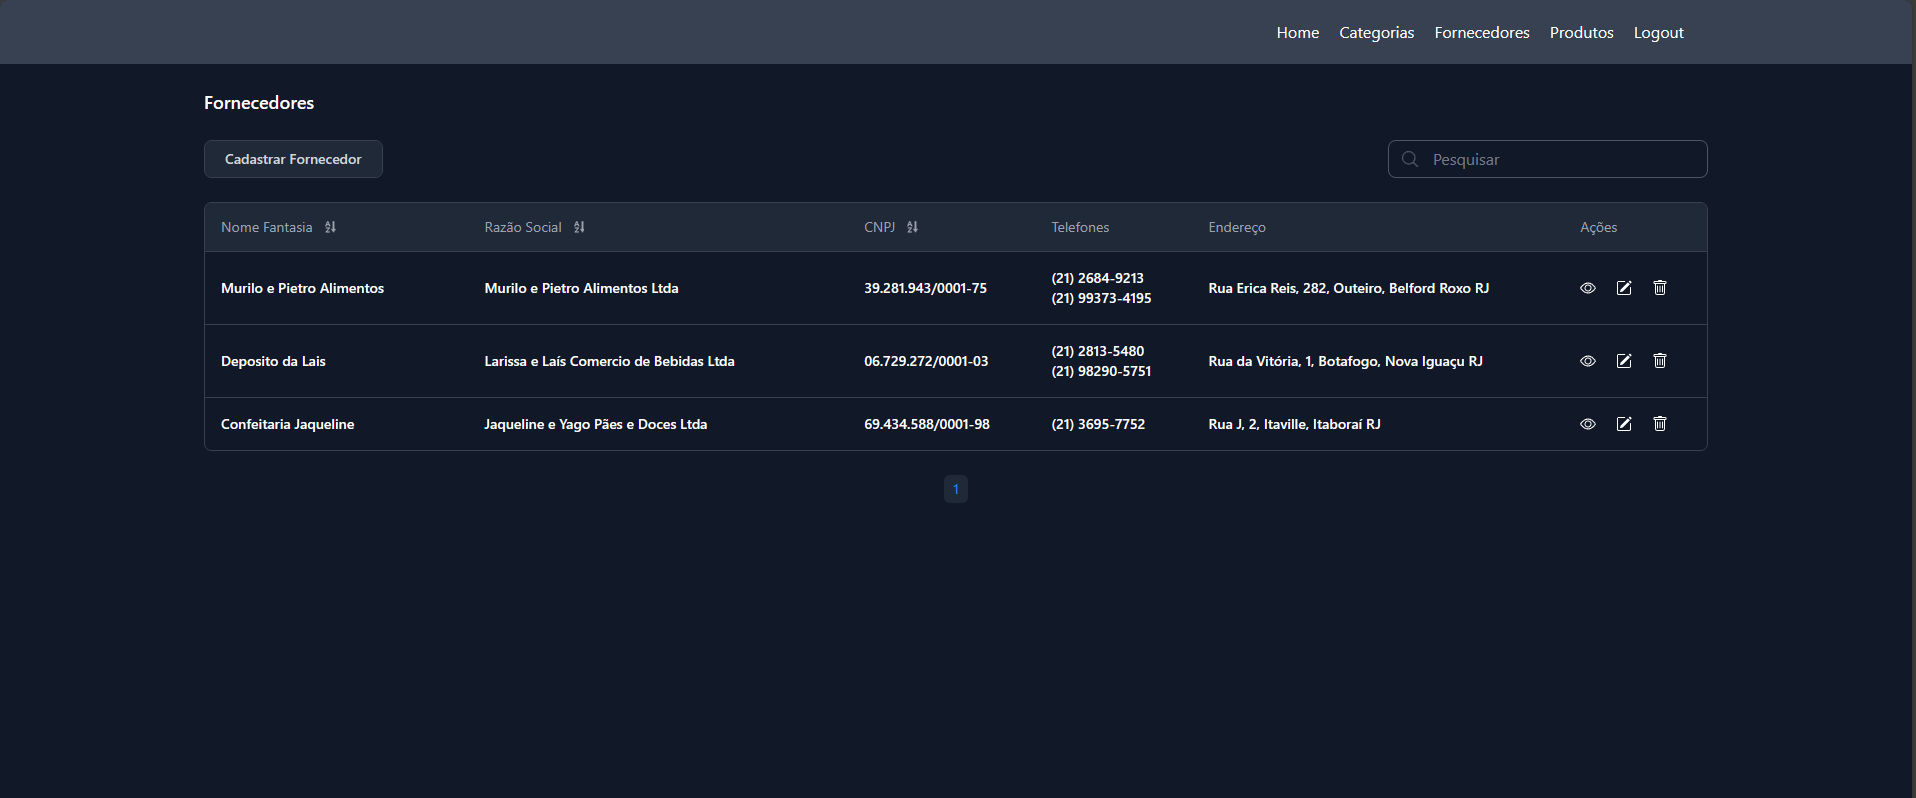 Home Categorias Fornecedores Produtos Logout
Fornecedores
Cadastrar Fornecedor
Pesquisar
Nome Fantasia Razão Social CNPJ Telefones Endereço Ações
Murilo e Pietro Alimentos Murilo e Pietro Alimentos Ltda 39.281.943/0001-75 (21) 2684-9213 Rua Erica Reis, 282, Outeiro, Belford Roxo RJ
(21) 99373-4195
Deposito da Lais Larissa e Laís Comercio de Bebidas Ltda 06.729.272/0001-03 (21) 2813-5480 Rua da Vitória, 1, Botafogo, Nova Iguaçu RJ
(21) 98290-5751
Confeitaria Jaqueline Jaqueline e Yago Pães e Doces Ltda 69.434.588/0001-98 (21) 3695-7752 Rua J, 2, Itaville, Itaboraí RJ
1